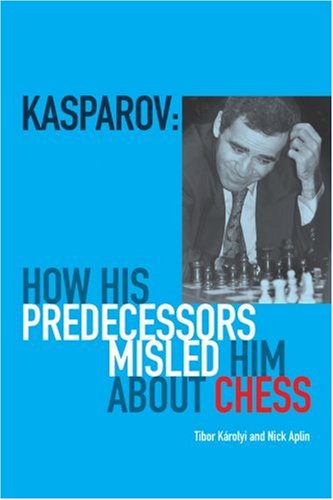 KASPAROV:
HOW HIS
PREDECESSORS
MISLED HIM
ABOUT CHESS
Tibor Károlyi and Nick Aplin